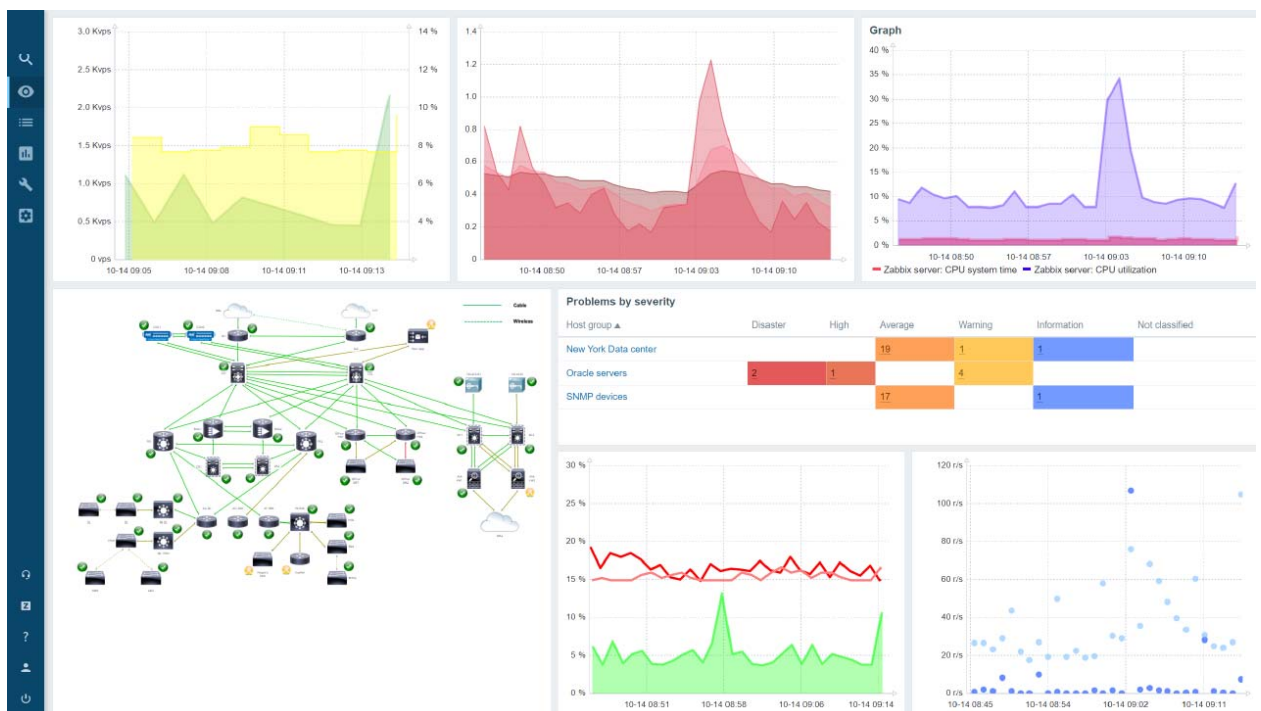 3.0 Kvps
14 %
2.5 Kvps
12 %
2.0 Kvps
10 %
1.5 Kvps
8 %
1.0 Kvps
6 %
0.5 Kvps
4 %
0 vps
10-14 09:05 10-14 09:08 10-14 09:11 10-14 09:13
1.4
1.2
1.0
0.8
0.6
0.4
0.2
0
10-14 08:50 10-14 08:57 10-14 09:03 10-14 09:10
Graph
40 %
35 %
30 %
25 %
20 %
15 %
10 %
5 %
0 %
10-14 08:50 10-14 08:57 10-14 09:03 10-14 09:10
Zabbix server: CPU system time Zabbix server: CPU utilization
Cable
Wireless
Problems by severity
Host group ▲ Disaster High Average Warning Information Not classified
New York Data center 19 1 1
Oracle servers 2 1 4
SNMP devices 17 1
30 %
25 %
20 %
15 %
10 %
5 %
0 %
10-14 08:51 10-14 08:58 10-14 09:06 10-14 09:14
120 r/s
100 r/s
80 r/s
60 r/s
40 r/s
20 r/s
0 r/s
10-14 08:45 10-14 08:54 10-14 09:02 10-14 09:11
Z
?